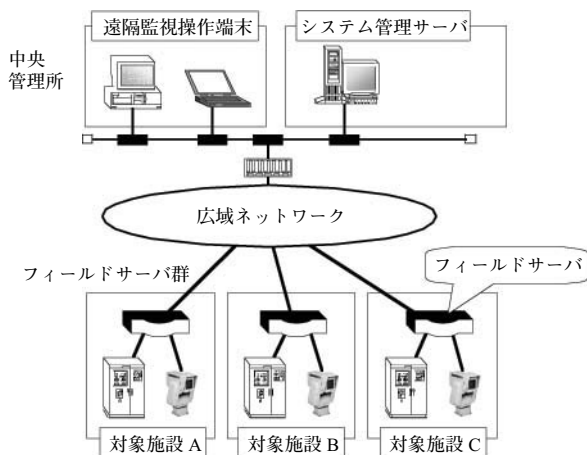 遠隔監視操作端末
システム管理サーバ
中央
管理所
広域ネットワーク
フィールドサーバ群
フィールドサーバ
対象施設 A
対象施設 B
対象施設 C